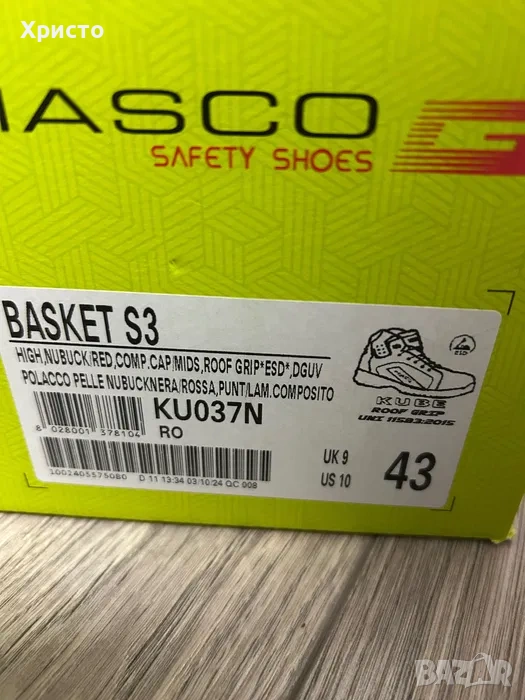 Христо
IASCO
SAFETY SHOES
BASKET S3
HIGH,NUBUCK/RED,COMP.CAP/MIDS,ROOF GRIP*ESD*,DGUV
POLACCO PELLE NUBUCKNERA/ROSSA,PUNT/LAM.COMPOSITO
KU037N
RO
8 028001 378104
ESD
KUBE
ROOF GRIP
UNI 11583:2015
UK 9
US 10
43
D 11 13:34 03/10/24 QC 008
BAZAR